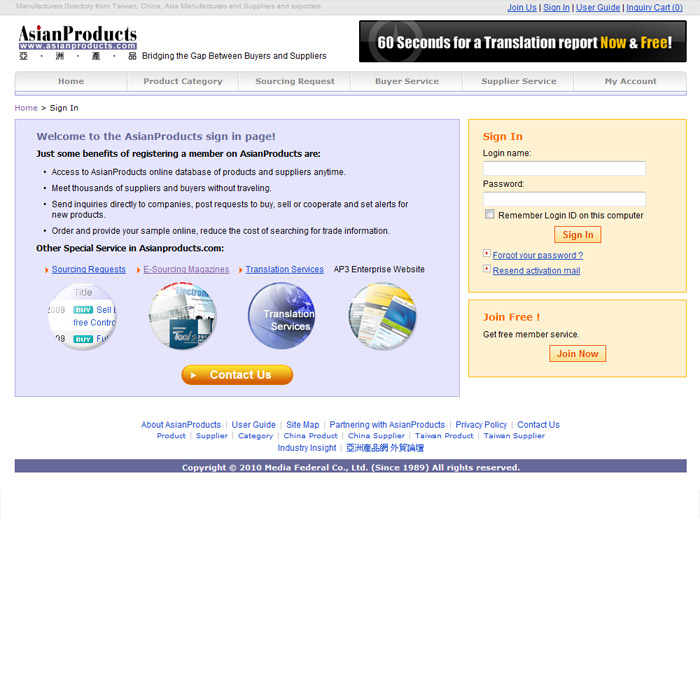 Manufacturers Directory from Taiwan, China, Asia Manufacturers and Suppliers and exporters
Join Us | Sign In | User Guide | Inquiry Cart (0)
AsianProducts
www.asianproducts.com
亞 · 洲 · 產 · 品
Bridging the Gap Between Buyers and Suppliers
60 Seconds for a Translation report Now & Free!
Home
Product Category
Sourcing Request
Buyer Service
Supplier Service
My Account
Home > Sign In
Welcome to the AsianProducts sign in page!
Just some benefits of registering a member on AsianProducts are:
• Access to AsianProducts online database of products and suppliers anytime.
• Meet thousands of suppliers and buyers without traveling.
• Send inquiries directly to companies, post requests to buy, sell or cooperate and set alerts for
new products.
• Order and provide your sample online, reduce the cost of searching for trade information.
Other Special Service in Asianproducts.com:
Sourcing Requests
E-Sourcing Magazines
Translation Services
AP3 Enterprise Website
Title
BUY Sell
free Contro
BUY
Electron
Tools
Translation
Services
Contact Us
Sign In
Login name:
Password:
Remember Login ID on this computer
Sign In
Forgot your password ?
Resend activation mail
Join Free !
Get free member service.
Join Now
About AsianProducts | User Guide | Site Map | Partnering with AsianProducts | Privacy Policy | Contact Us
Product | Supplier | Category | China Product | China Supplier | Taiwan Product | Taiwan Supplier
Industry Insight | 亞洲產品網 外貿論壇
Copyright © 2010 Media Federal Co., Ltd. (Since 1989) All rights reserved.